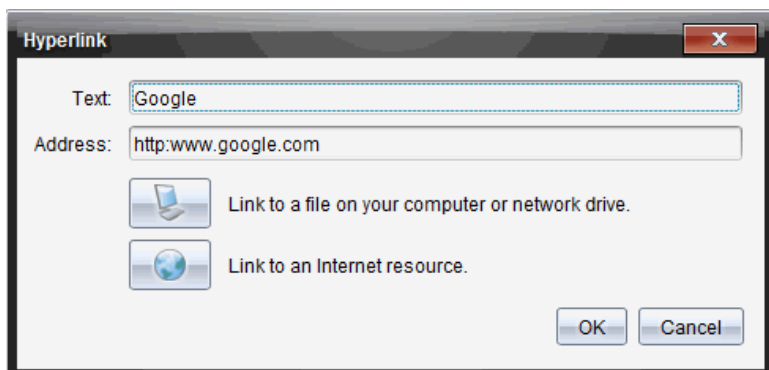 Hyperlink
Text: Google
Address: http:www.google.com
Link to a file on your computer or network drive.
Link to an Internet resource.
OK Cancel